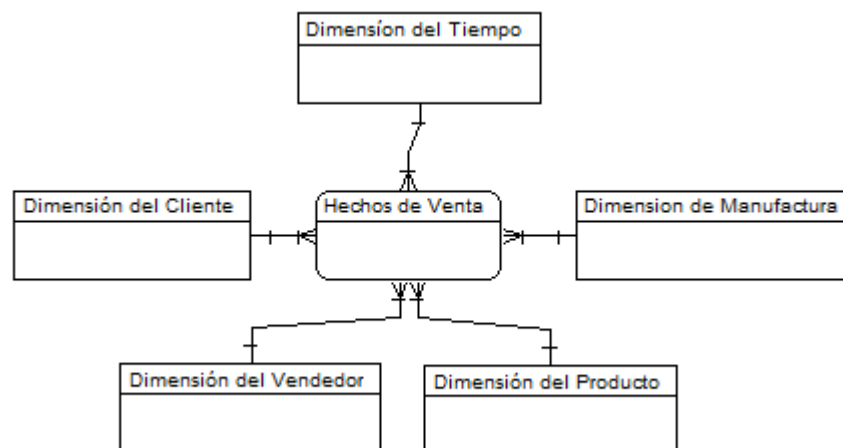 Dimensíon del Tiempo
Dimensión del Cliente
Hechos de Venta
Dimension de Manufactura
Dimensión del Vendedor
Dimensión del Producto